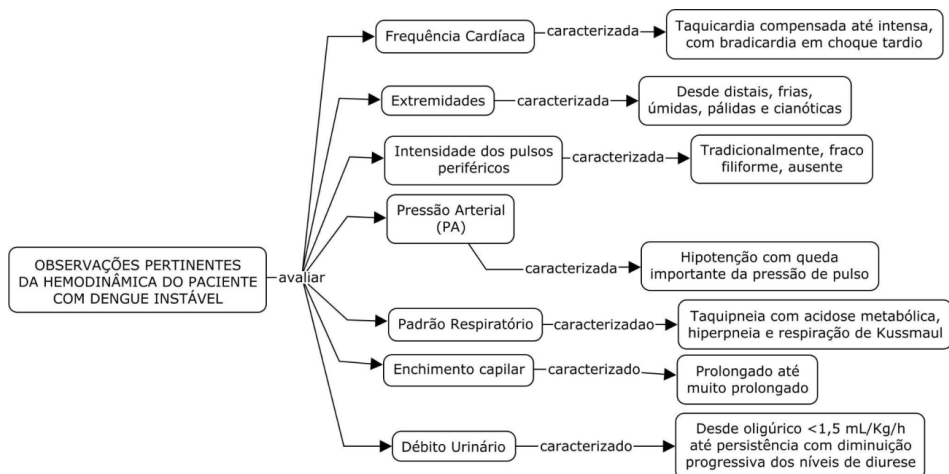 OBSERVAÇÕES PERTINENTES
DA HEMODINÂMICA DO PACIENTE
COM DENGUE INSTÁVEL
avaliar
Frequência Cardíaca
caracterizada
Taquicardia compensada até intensa,
com bradicardia em choque tardio
Extremidades
caracterizada
Desde distais, frias,
úmidas, pálidas e cianóticas
Intensidade dos pulsos
periféricos
caracterizada
Tradicionalmente, fraco
filiforme, ausente
Pressão Arterial
(PA)
caracterizada
Hipotenção com queda
importante da pressão de pulso
Padrão Respiratório
caracterizadao
Taquipneia com acidose metabólica,
hiperpneia e respiração de Kussmaul
Enchimento capilar
caracterizado
Prolongado até
muito prolongado
Débito Urinário
caracterizado
Desde oligúrico <1,5 mL/Kg/h
até persistência com diminuição
progressiva dos níveis de diurese